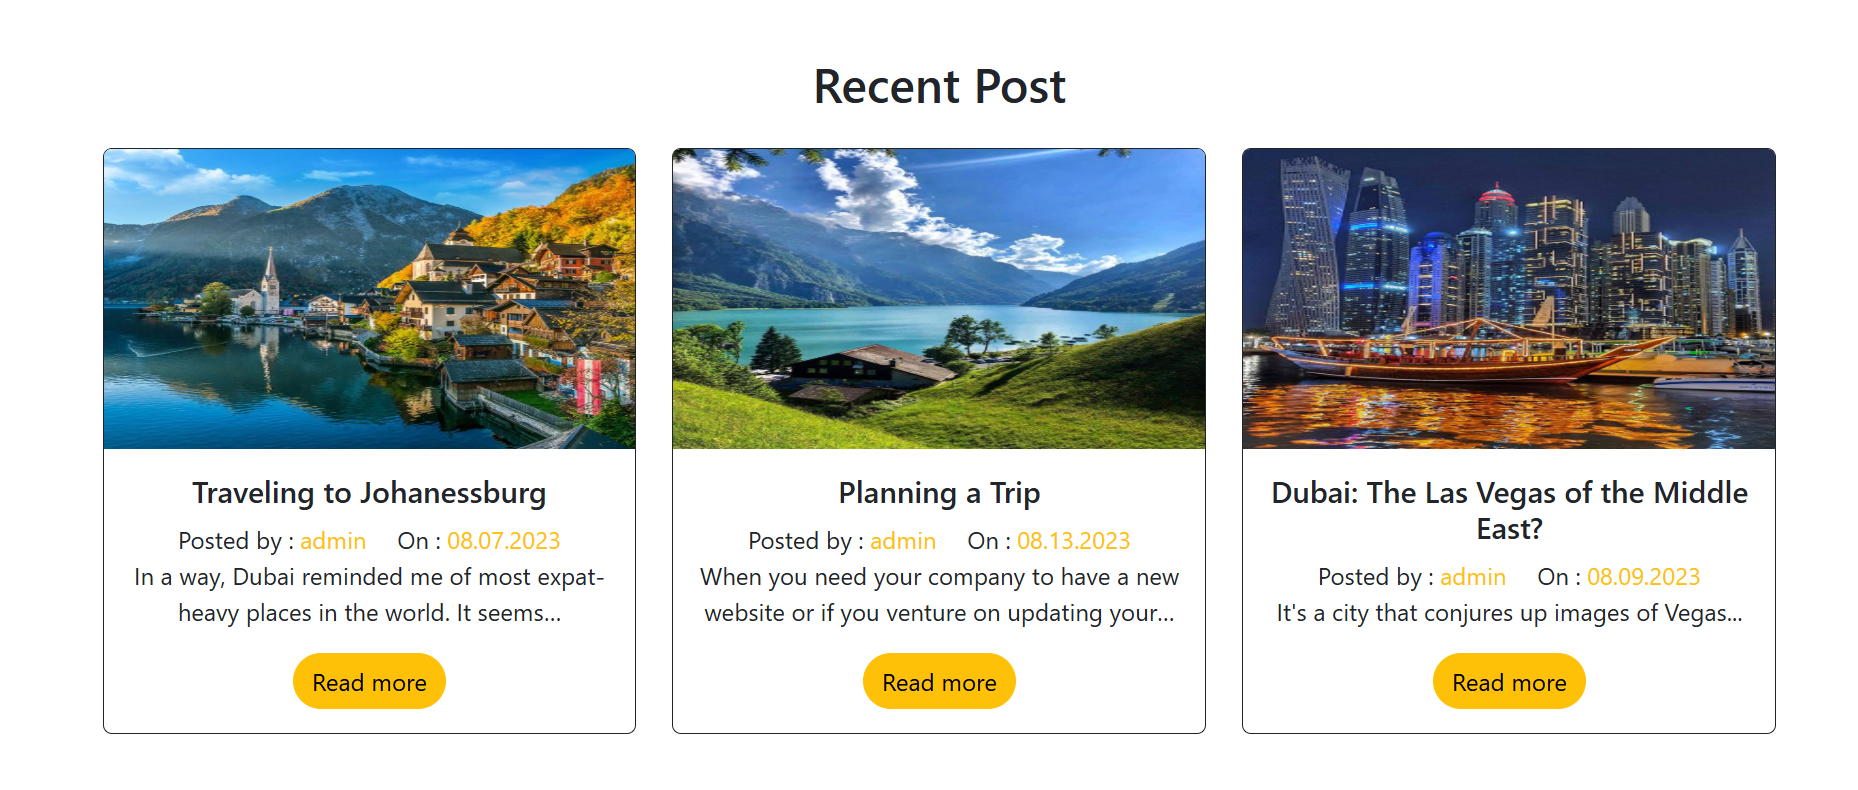 Recent Post
Traveling to Johanessburg
Posted by : admin On : 08.07.2023
In a way, Dubai reminded me of most expat-
heavy places in the world. It seems...
Read more
Planning a Trip
Posted by : admin On : 08.13.2023
When you need your company to have a new
website or if you venture on updating your...
Read more
Dubai: The Las Vegas of the Middle
East?
Posted by : admin On : 08.09.2023
It's a city that conjures up images of Vegas...
Read more